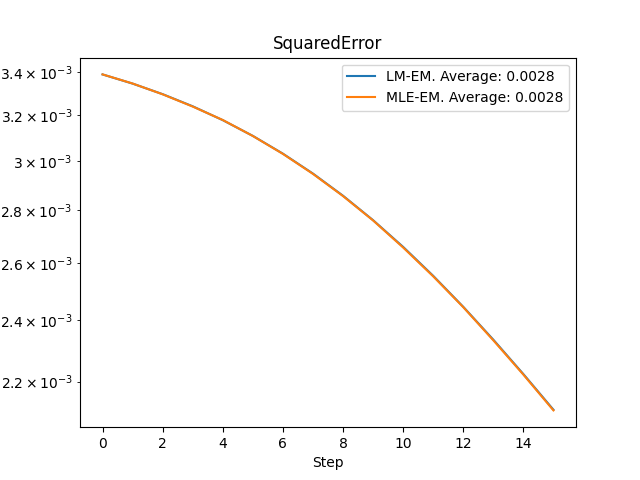 SquaredError
LM-EM. Average: 0.0028
MLE-EM. Average: 0.0028
3.4 × 10⁻³
3.2 × 10⁻³
3 × 10⁻³
2.8 × 10⁻³
2.6 × 10⁻³
2.4 × 10⁻³
2.2 × 10⁻³
0 2 4 6 8 10 12 14
Step